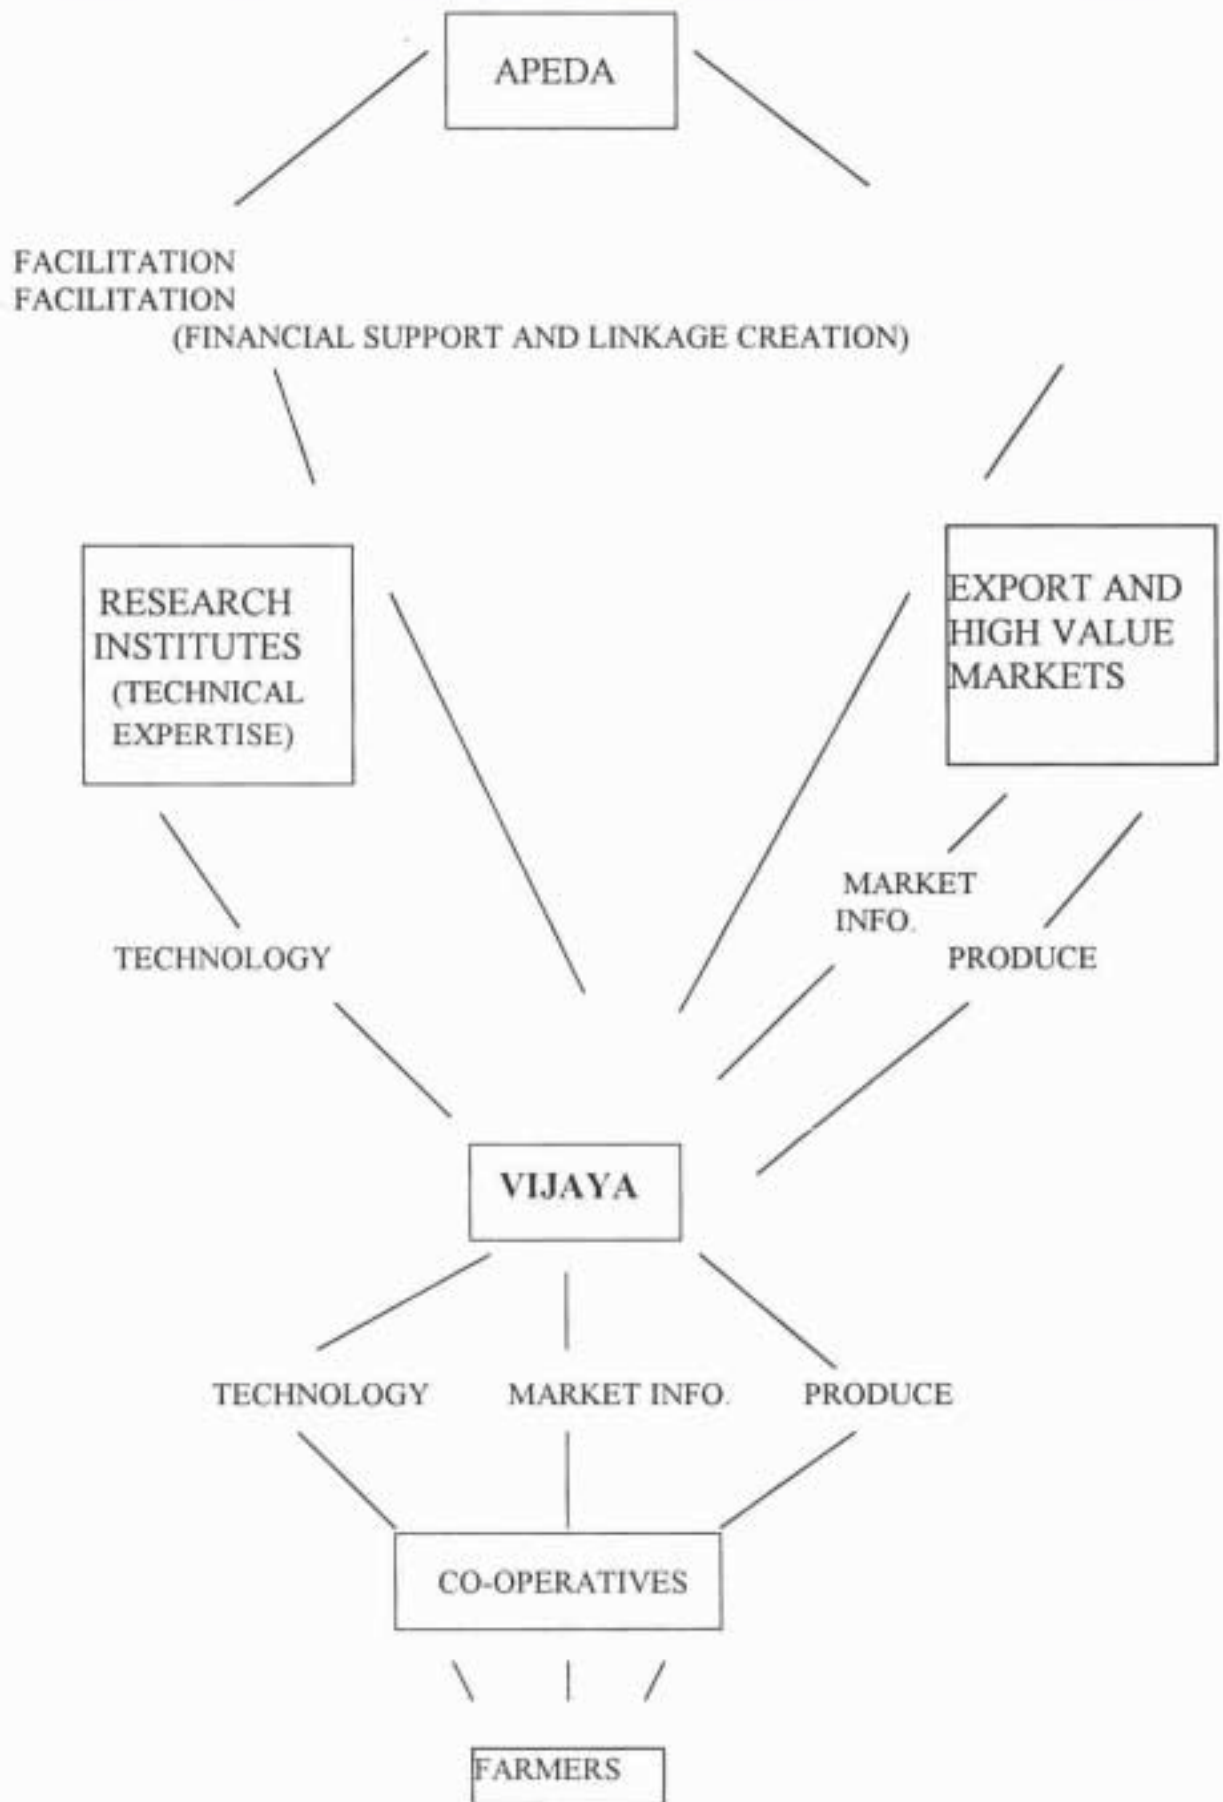 APEDA
FACILITATION
FACILITATION
(FINANCIAL SUPPORT AND LINKAGE CREATION)
RESEARCH
INSTITUTES
(TECHNICAL
EXPERTISE)
EXPORT AND
HIGH VALUE
MARKETS
MARKET
INFO.
TECHNOLOGY
PRODUCE
VIJAYA
TECHNOLOGY
MARKET INFO.
PRODUCE
CO-OPERATIVES
FARMERS